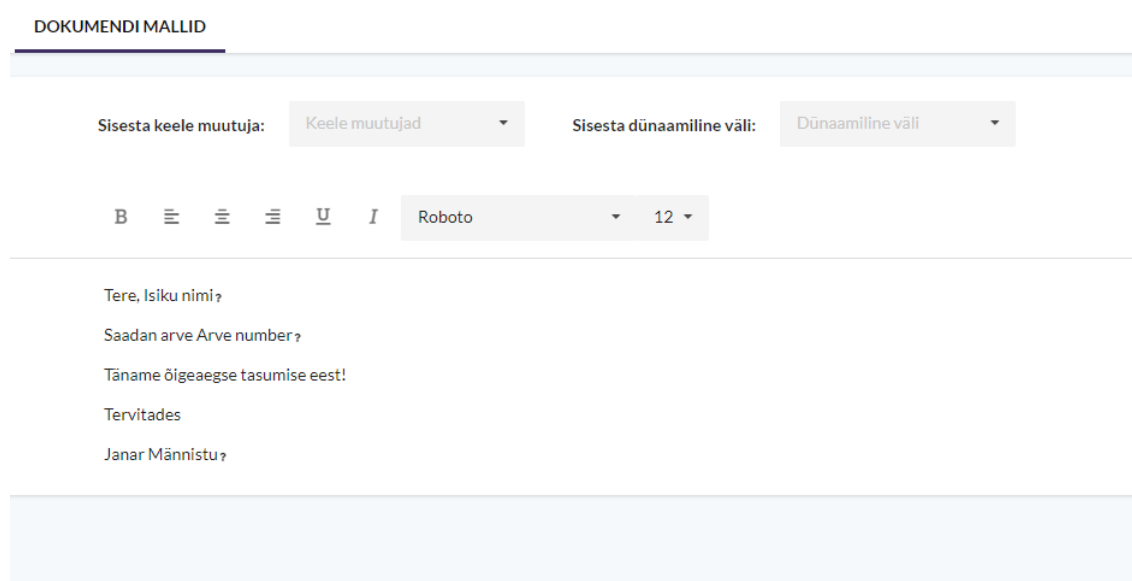 DOKUMENDI MALLID
Sisesta keele muutuja: Keele muutujad Sisesta dünaamiline väli: Dünaamiline väli
B U I Roboto 12
Tere, Isiku nimi?
Saadan arve Arve number?
Täname õigeaegse tasumise eest!
Tervitades
Janar Männistu?